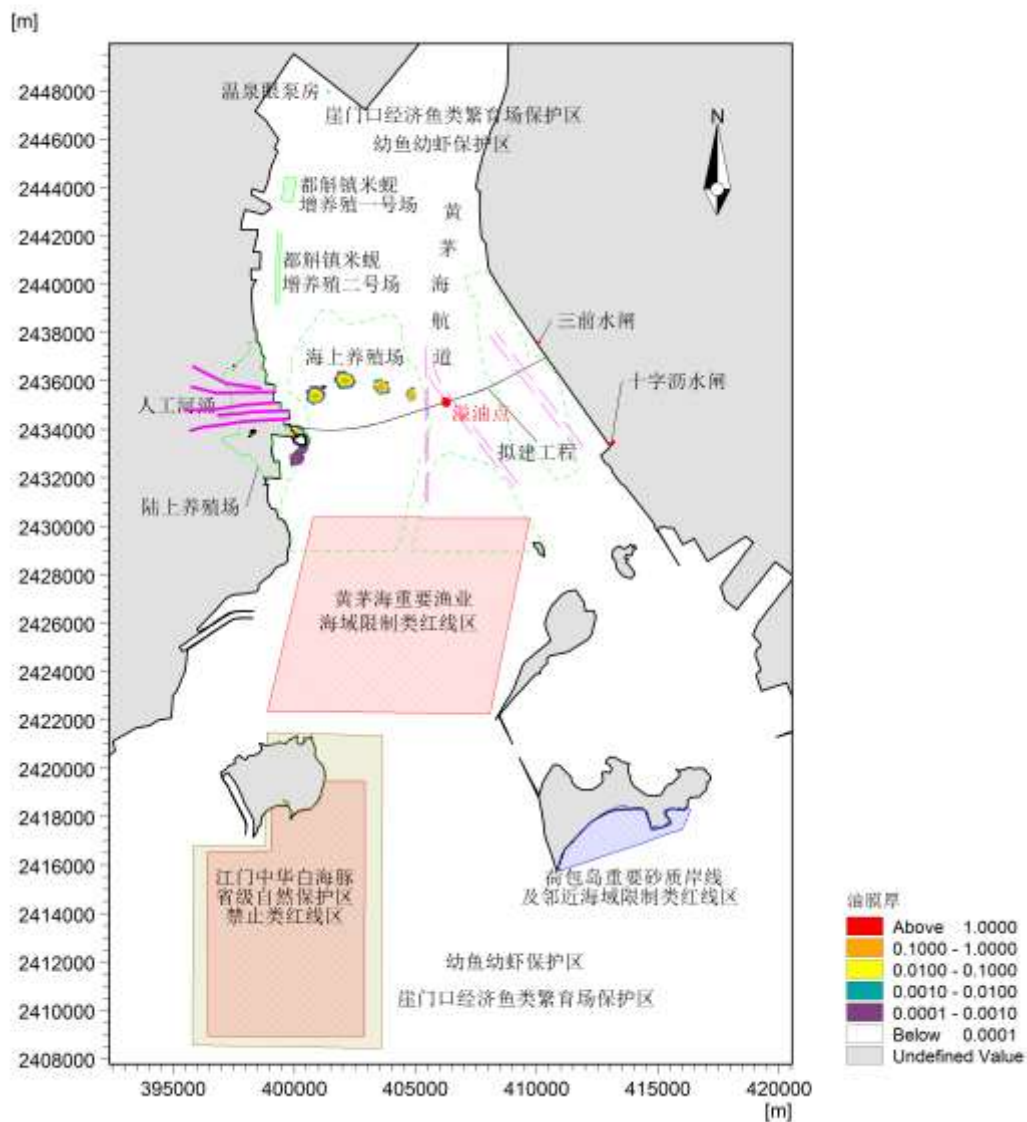 [m]
2448000
2446000
2444000
2442000
2440000
2438000
2436000
2434000
2432000
2430000
2428000
2426000
2424000
2422000
2420000
2418000
2416000
2414000
2412000
2410000
2408000
温泉眼泵房
崖门口经济鱼类繁育场保护区
幼鱼幼虾保护区
N
都斛镇米蚬
增养殖一号场
黄
茅
海
航
道
都斛镇米蚬
增养殖二号场
三前水闸
海上养殖场
十字沥水闸
人工河涌
溢油点
拟建工程
陆上养殖场
黄茅海重要渔业
海域限制类红线区
江门中华白海豚
省级自然保护区
禁止类红线区
荷包岛重要砂质岸线
及邻近海域限制类红线区
幼鱼幼虾保护区
崖门口经济鱼类繁育场保护区
395000 400000 405000 410000 415000 420000
[m]
油膜厚
Above 1.0000
0.1000 - 1.0000
0.0100 - 0.1000
0.0010 - 0.0100
0.0001 - 0.0010
Below 0.0001
Undefined Value